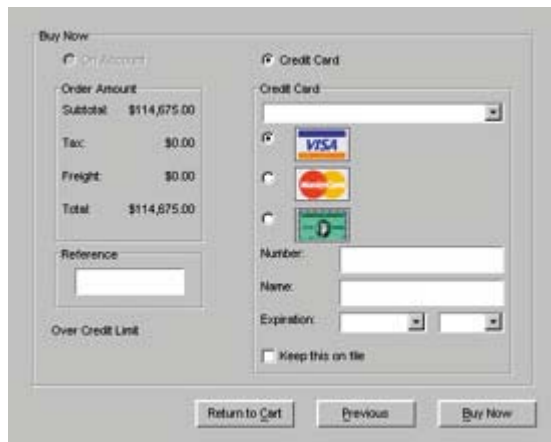 Buy Now
On Account
Credit Card
Order Amount
Subtotal: $114,675.00
Tax: $0.00
Freight: $0.00
Total: $114,675.00
Reference
Over Credit Limit
Credit Card
VISA
MasterCard
Number:
Name:
Expiration:
Keep this on file
Return to Cart
Previous
Buy Now